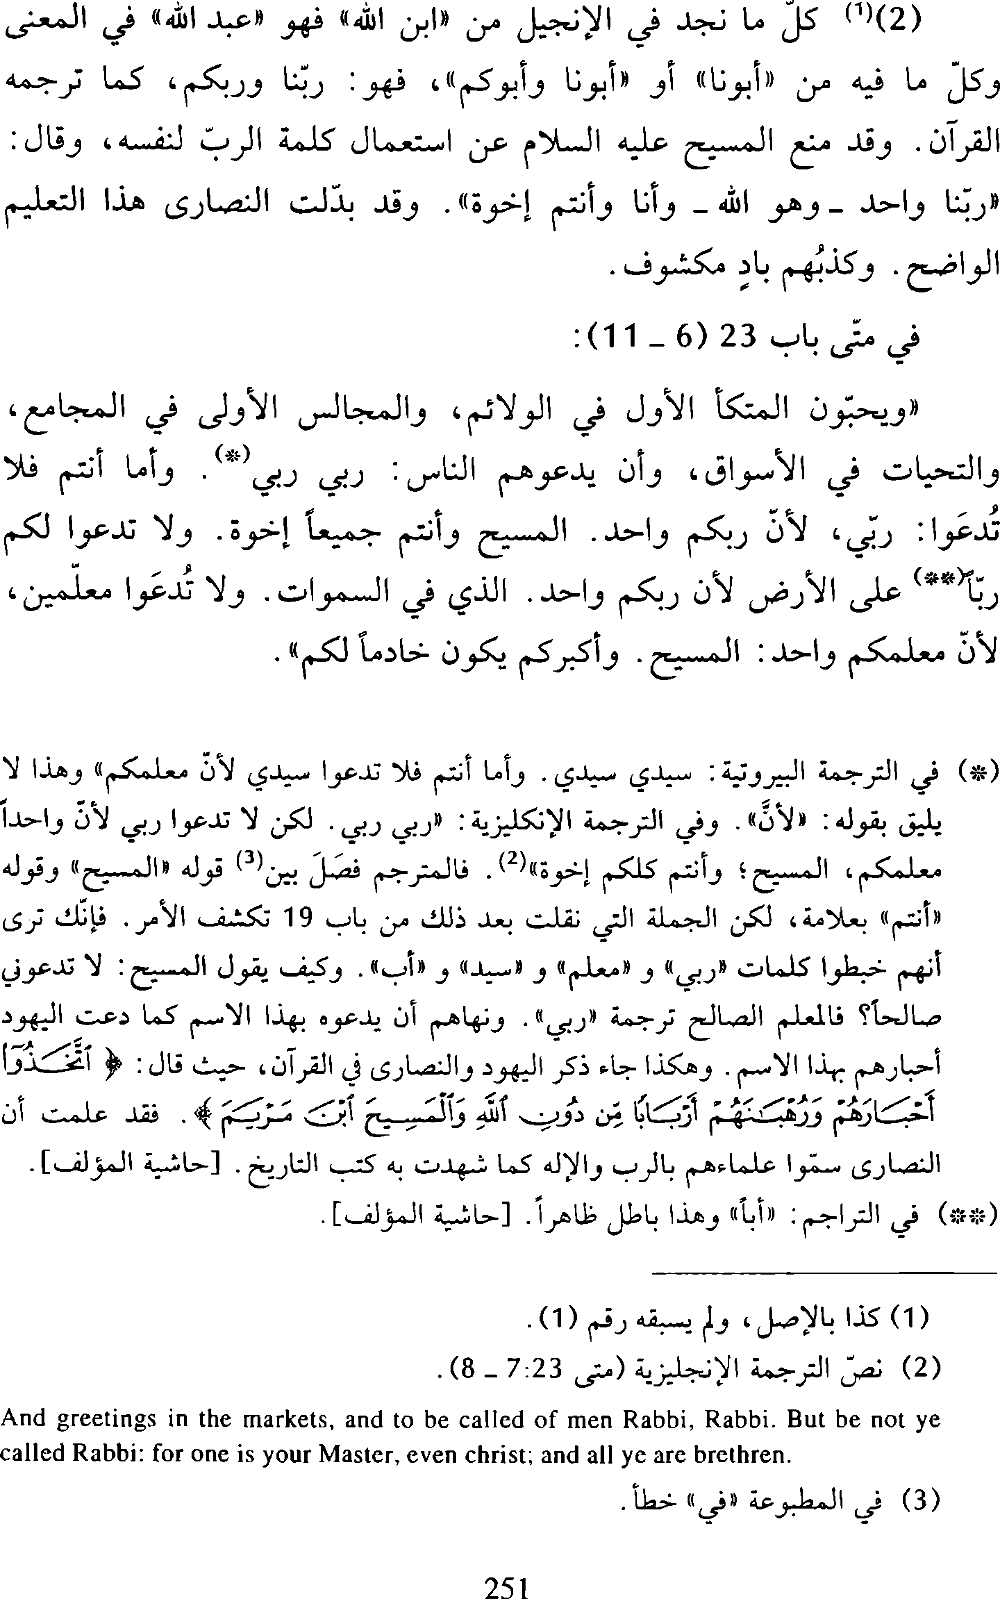 (2)(1) كلّ ما نجد في الإنجيل من «ابن الله» فهو «عبد الله» في المعنى
وكلّ ما فيه من «أبونا» أو «أبونا وأبوكم»، فهو: ربّنا وربكم، كما ترجمه
القرآن. وقد منع المسيح عليه السلام عن استعمال كلمة الربّ لنفسه، وقال:
«ربّنا واحد ـ وهو الله ـ وأنا وأنتم إخوة». وقد بدّلت النصارى هذا التعليم
الواضح. وكذبُهم بادٍ مكشوف.
في متّى باب 23 (6 ـ 11):
«ويحبّون المتكأ الأول في الولائم، والمجالس الأولى في المجامع،
والتحيات في الأسواق، وأن يدعوهم الناس: ربي ربي(*). وأما أنتم فلا
تُدعَوا: ربّي، لأنّ ربكم واحد. المسيح وأنتم جميعاً إخوة. ولا تدعوا لكم
ربّاً(**) على الأرض لأن ربكم واحد. الذي في السموات. ولا تُدعَوا معلّمين،
لأنّ معلمكم واحد: المسيح. وأكبركم يكون خادماً لكم».
(*) في الترجمة البيروتية: سيدي سيدي. وأما أنتم فلا تدعوا سيدي لأنّ معلمكم» وهذا لا
يليق بقوله: «لأنَّ». وفي الترجمة الإنكليزية: «ربي ربي. لكن لا تدعوا ربي لأنّ واحداً
معلمكم، المسيح؛ وأنتم كلكم إخوة»(2). فالمترجم فصَلَ بين(3) قوله «المسيح» وقوله
«أنتم» بعلامة، لكن الجملة التي نقلت بعد ذلك من باب 19 تكشف الأمر. فإنّك ترى
أنهم خبطوا كلمات «ربي» و «معلم» و «سيد» و «أب». وكيف يقول المسيح: لا تدعوني
صالحاً؟ فالمعلم الصالح ترجمة «ربي». ونهاهم أن يدعوه بهذا الاسم كما دعت اليهود
أحبارهم بهذا الاسم. وهكذا جاء ذكر اليهود والنصارى في القرآن، حيث قال: ﴿ ٱتَّخَذُوٓا۟
أَحْبَـارَهُمْ وَرُهْبَـٰنَهُمْ أَرْبَـابًا مِّن دُونِ ٱللَّهِ وَٱلْمَسِيحَ ٱبْنَ مَرْيَمَ ﴾. فقد علمت أن
النصارى سمّوا علماءهم بالرب والإله كما شهدت به كتب التاريخ. [حاشية المؤلف].
(**) في التراجم: «أباً» وهذا باطل ظاهراً. [حاشية المؤلف].
(1) كذا بالإصل، ولم يسبقه رقم (1).
(2) نصّ الترجمة الإنجليزية (متى 7:23 ـ 8).
And greetings in the markets, and to be called of men Rabbi, Rabbi. But be not ye
called Rabbi: for one is your Master, even christ; and all ye are brethren.
(3) في المطبوعة «في» خطأ.
251